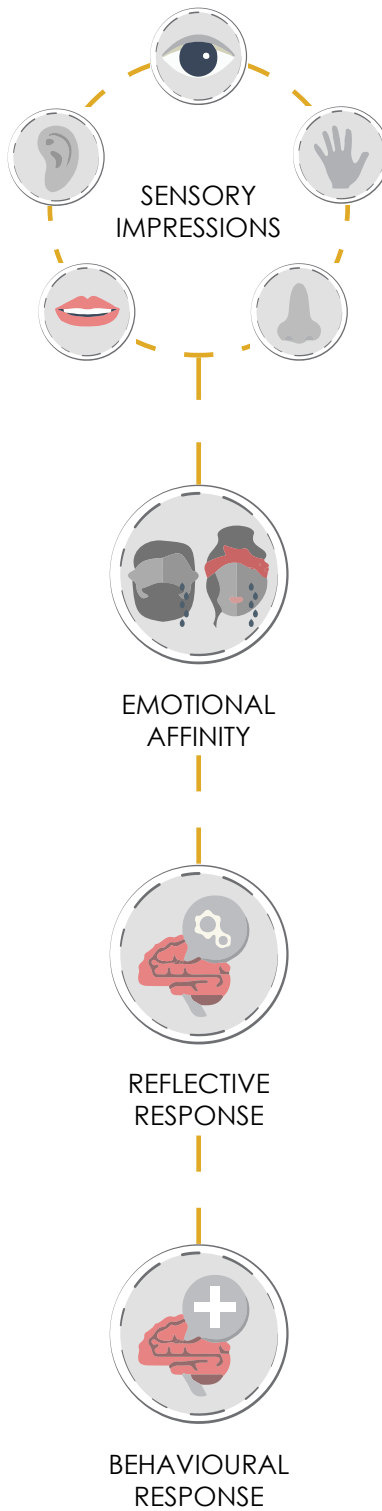 SENSORY
IMPRESSIONS
EMOTIONAL
AFFINITY
REFLECTIVE
RESPONSE
BEHAVIOURAL
RESPONSE